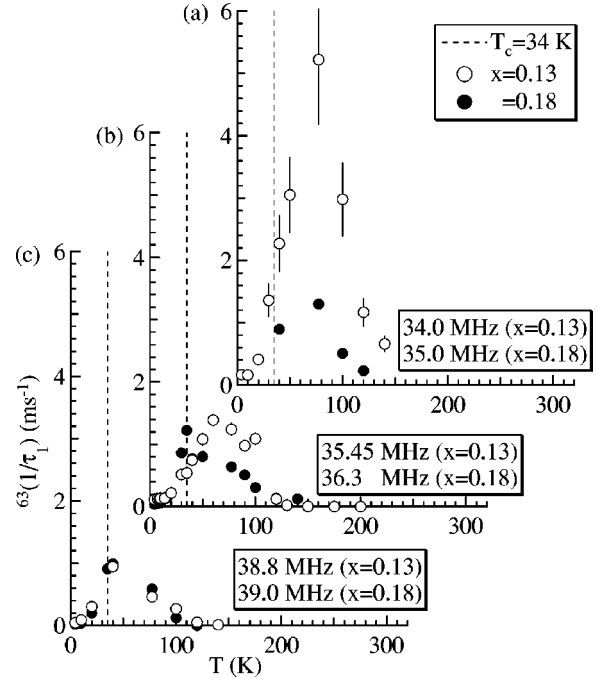 (a)
6
4
2
0
0
100
200
300
T_c=34 K
x=0.13
=0.18
34.0 MHz (x=0.13)
35.0 MHz (x=0.18)
(b)
6
4
2
0
0
100
200
300
35.45 MHz (x=0.13)
36.3 MHz (x=0.18)
(c)
6
4
2
0
0
100
200
300
38.8 MHz (x=0.13)
39.0 MHz (x=0.18)
⁶³(1/τ₁) (ms⁻¹)
T (K)